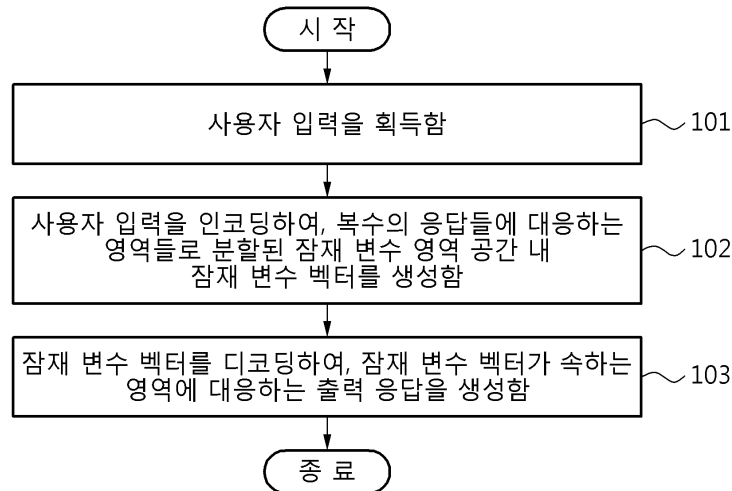 시 작
사용자 입력을 획득함
101
사용자 입력을 인코딩하여, 복수의 응답들에 대응하는
영역들로 분할된 잠재 변수 영역 공간 내
잠재 변수 벡터를 생성함
102
잠재 변수 벡터를 디코딩하여, 잠재 변수 벡터가 속하는
영역에 대응하는 출력 응답을 생성함
103
종 료